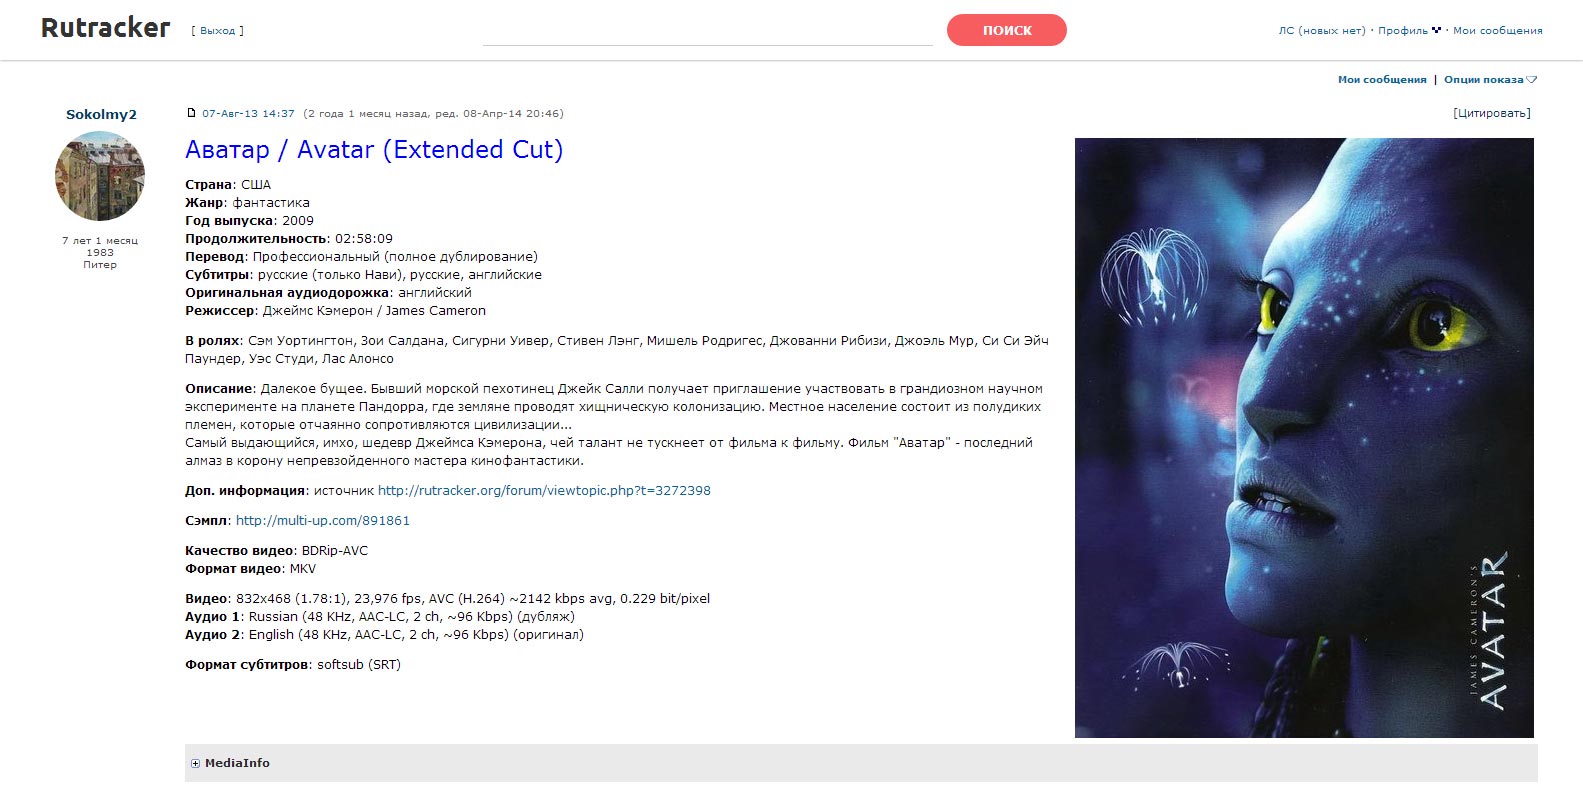 Rutracker [ Выход ] ПОИСК ЛС (новых нет) · Профиль · Мои сообщения
Мои сообщения | Опции показа
Sokolmy2
7 лет 1 месяц
1983
Питер
07-Авг-13 14:37 (2 года 1 месяц назад, ред. 08-Апр-14 20:46) [Цитировать]
Аватар / Avatar (Extended Cut)
Страна: США
Жанр: фантастика
Год выпуска: 2009
Продолжительность: 02:58:09
Перевод: Профессиональный (полное дублирование)
Субтитры: русские (только Нави), русские, английские
Оригинальная аудиодорожка: английский
Режиссер: Джеймс Кэмерон / James Cameron
В ролях: Сэм Уортингтон, Зои Салдана, Сигурни Уивер, Стивен Лэнг, Мишель Родригес, Джованни Рибизи, Джоэль Мур, Си Си Эйч
Паундер, Уэс Студи, Лас Алонсо
Описание: Далекое бущее. Бывший морской пехотинец Джейк Салли получает приглашение участвовать в грандиозном научном
эксперименте на планете Пандорра, где земляне проводят хищническую колонизацию. Местное население состоит из полудиких
племен, которые отчаянно сопротивляются цивилизации...
Самый выдающийся, имхо, шедевр Джеймса Кэмерона, чей талант не тускнеет от фильма к фильму. Фильм "Аватар" - последний
алмаз в корону непревзойденного мастера кинофантастики.
Доп. информация: источник http://rutracker.org/forum/viewtopic.php?t=3272398
Сэмпл: http://multi-up.com/891861
Качество видео: BDRip-AVC
Формат видео: MKV
Видео: 832x468 (1.78:1), 23,976 fps, AVC (H.264) ~2142 kbps avg, 0.229 bit/pixel
Аудио 1: Russian (48 KHz, AAC-LC, 2 ch, ~96 Kbps) (дубляж)
Аудио 2: English (48 KHz, AAC-LC, 2 ch, ~96 Kbps) (оригинал)
Формат субтитров: softsub (SRT)
JAMES CAMERON'S
AVATAR
MediaInfo